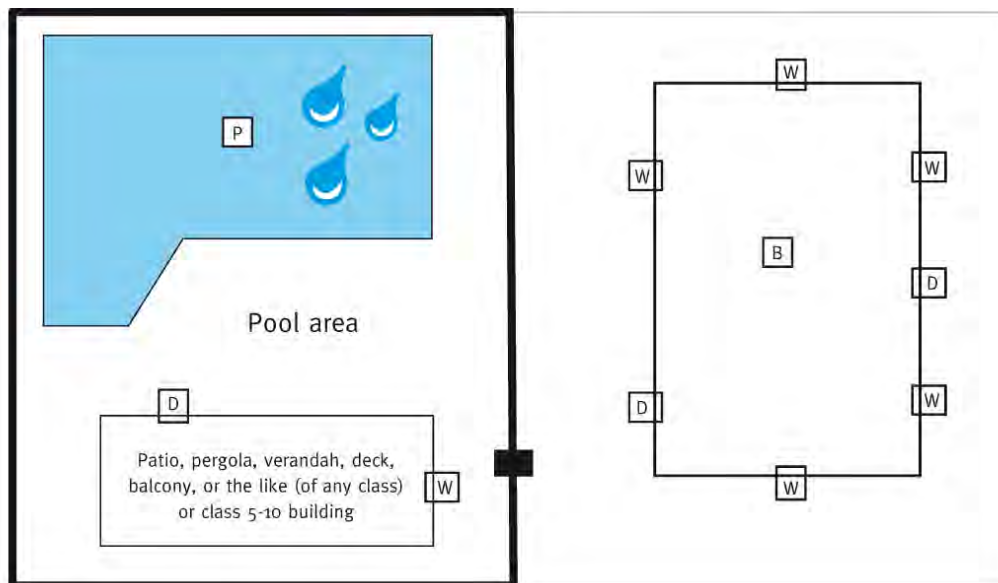 W
P
W
W
B
D
Pool area
D
D
W
Patio, pergola, verandah, deck,
balcony, or the like (of any class)
or class 5-10 building
W
W